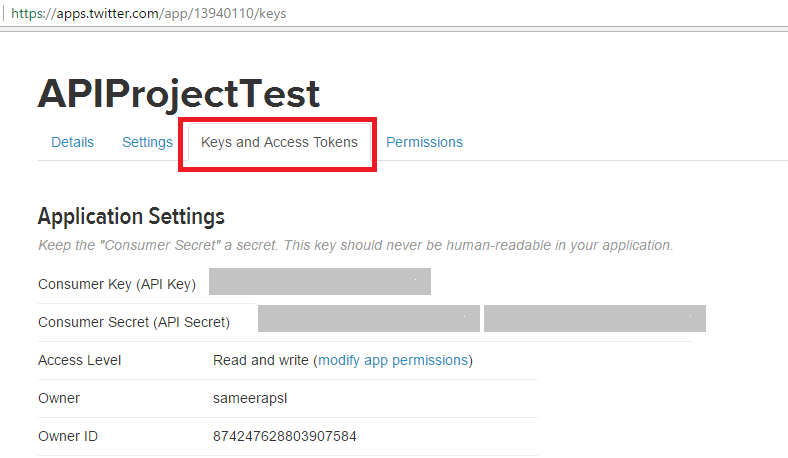 https://apps.twitter.com/app/13940110/keys
APIProjectTest
Details Settings Keys and Access Tokens Permissions
Application Settings
Keep the "Consumer Secret" a secret. This key should never be human-readable in your application.
Consumer Key (API Key)
Consumer Secret (API Secret)
Access Level Read and write (modify app permissions)
Owner sameerapsl
Owner ID 874247628803907584